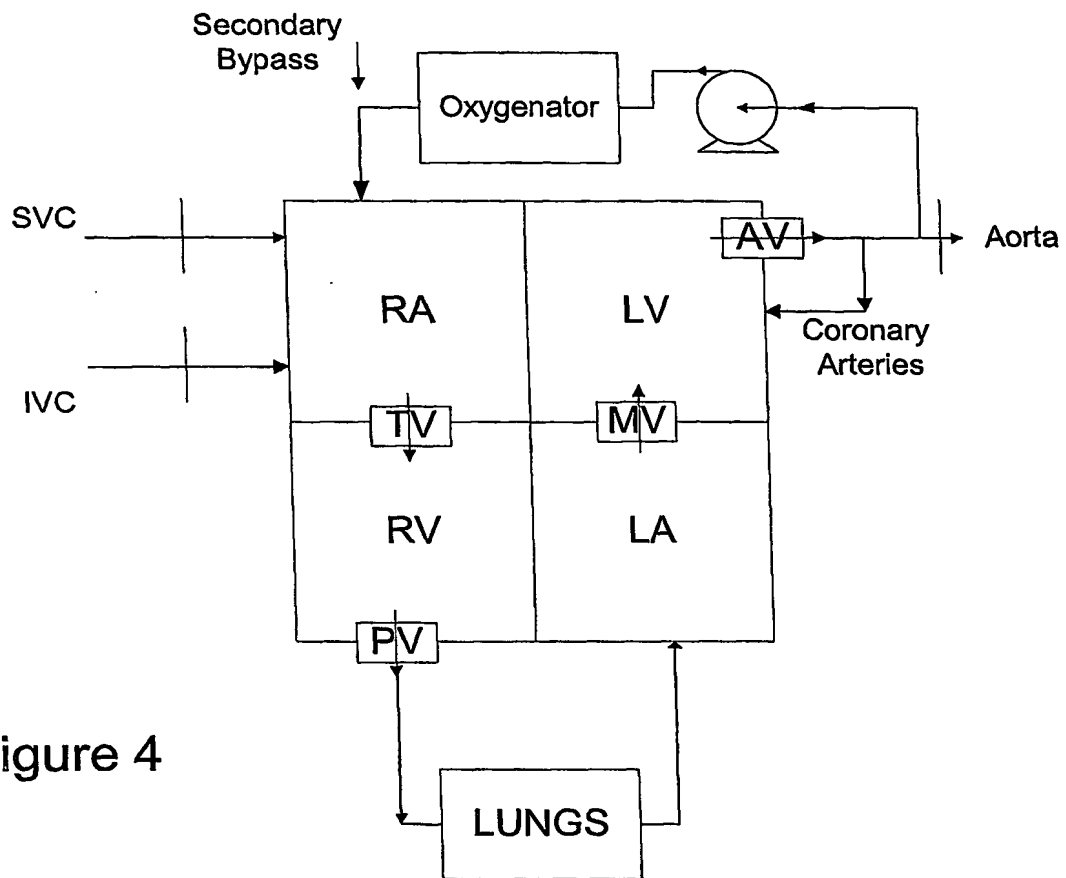 Secondary
Bypass
Oxygenator
SVC
AV
Aorta
RA
LV
Coronary
Arteries
IVC
TV
MV
RV
LA
PV
igure 4
LUNGS